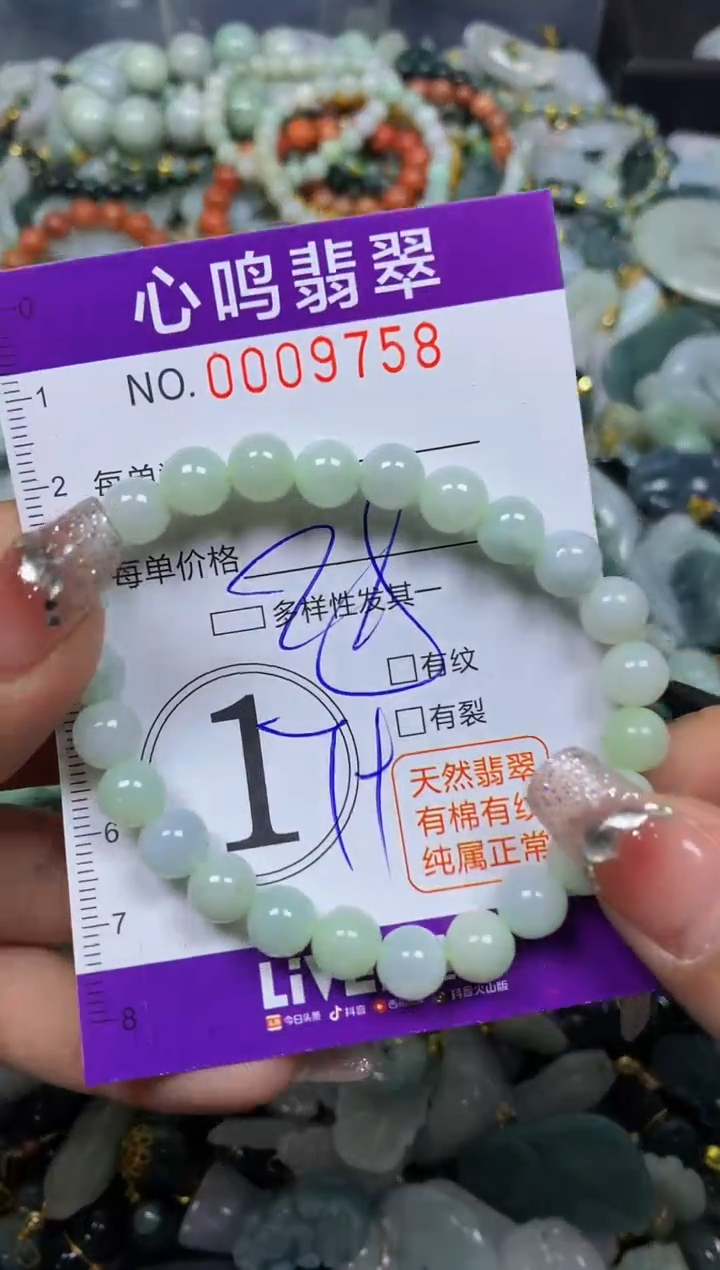 心鸣翡翠
NO. 0009758
0
1
2
每单
每单价格
多样性发其一
有纹
有裂
1
天然翡翠
有棉有纹
纯属正常
6
7
8
LiVE
今日头条 抖音 抖音火山版